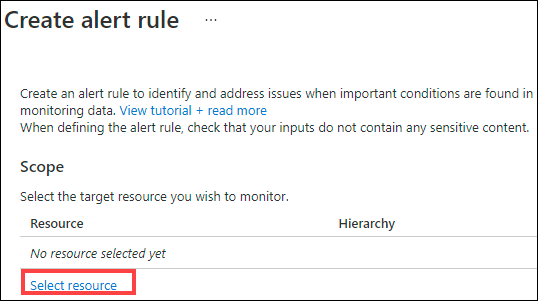 Create alert rule ...
Create an alert rule to identify and address issues when important conditions are found in
monitoring data. View tutorial + read more
When defining the alert rule, check that your inputs do not contain any sensitive content.
Scope
Select the target resource you wish to monitor.
Resource Hierarchy
No resource selected yet
Select resource